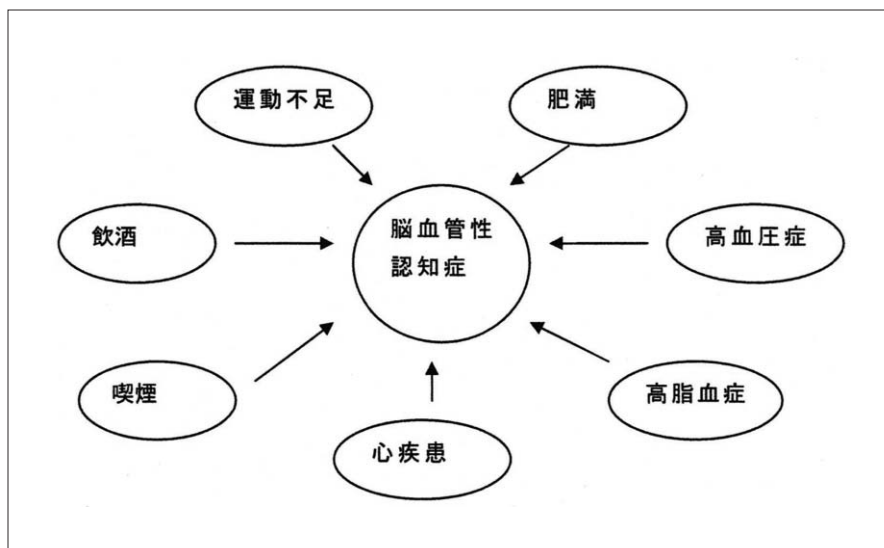 運動不足
肥満
飲酒
脳血管性
認知症
高血圧症
喫煙
高脂血症
心疾患